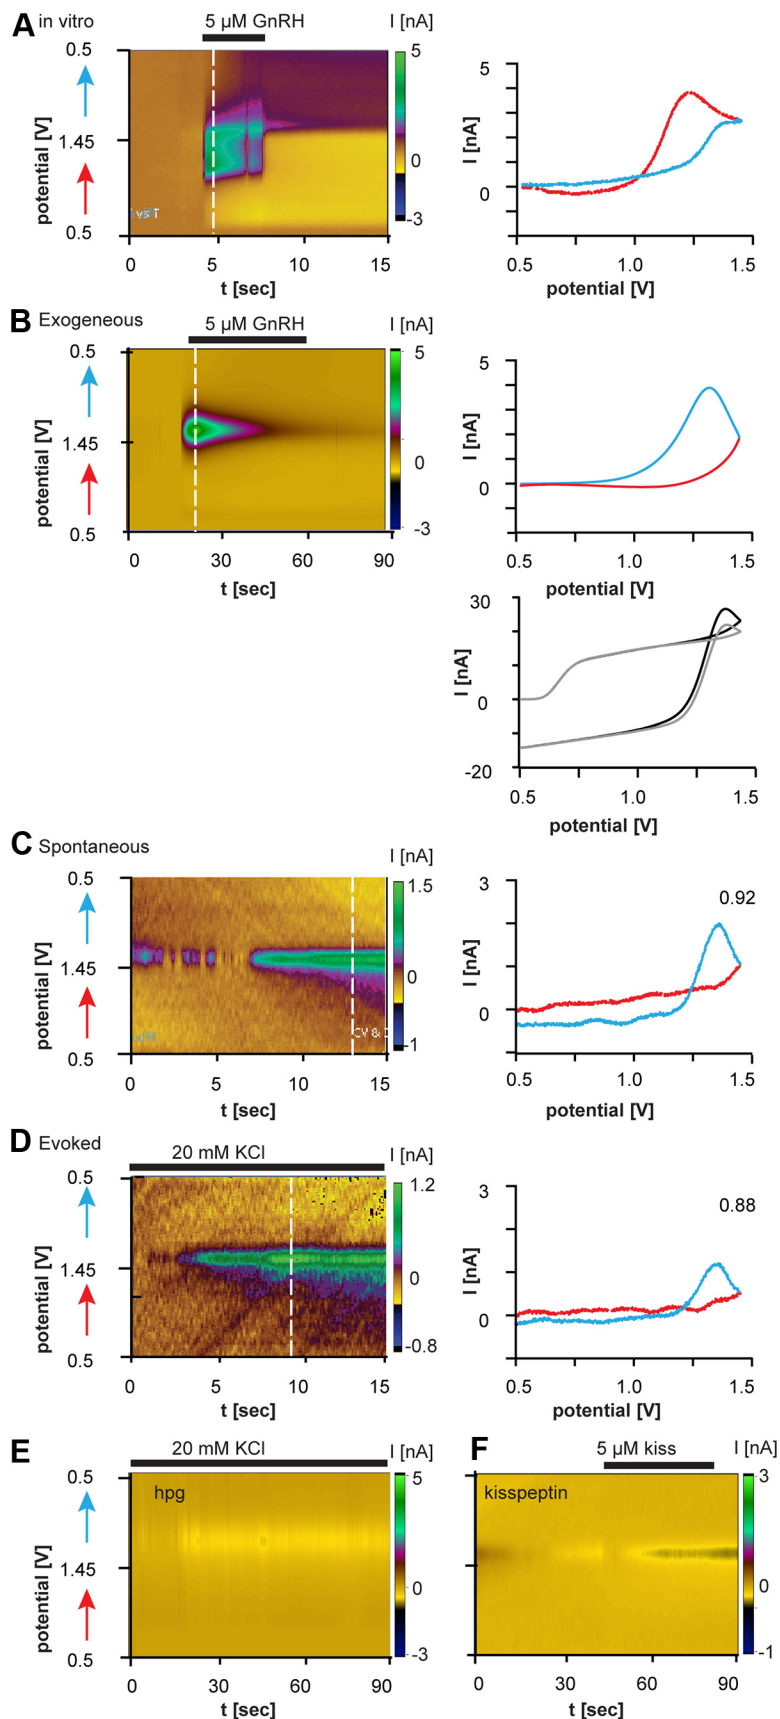 A in vitro
5 µM GnRH
I [nA]
0.5
1.45
0.5
potential [V]
5
0
-3
0 5 10 15
t [sec]
5
0
I [nA]
0.5 1.0 1.5
potential [V]
B Exogeneous
5 µM GnRH
I [nA]
0.5
1.45
0.5
potential [V]
5
0
-3
0 30 60 90
t [sec]
5
0
I [nA]
0.5 1.0 1.5
potential [V]
30
0
-20
I [nA]
0.5 1.0 1.5
potential [V]
C Spontaneous
I [nA]
0.5
1.45
0.5
potential [V]
1.5
0
-1
CV &
0 5 10 15
t [sec]
3
0
I [nA]
0.92
0.5 1.0 1.5
potential [V]
D Evoked
20 mM KCl
I [nA]
0.5
1.45
0.5
potential [V]
1.2
0
-0.8
0 5 10 15
t [sec]
3
0
I [nA]
0.88
0.5 1.0 1.5
potential [V]
E
20 mM KCl
I [nA]
hpg
0.5
1.45
0.5
potential [V]
5
0
-3
0 30 60 90
t [sec]
F
5 µM kiss
I [nA]
kisspeptin
3
0
-1
0 30 60 90
t [sec]